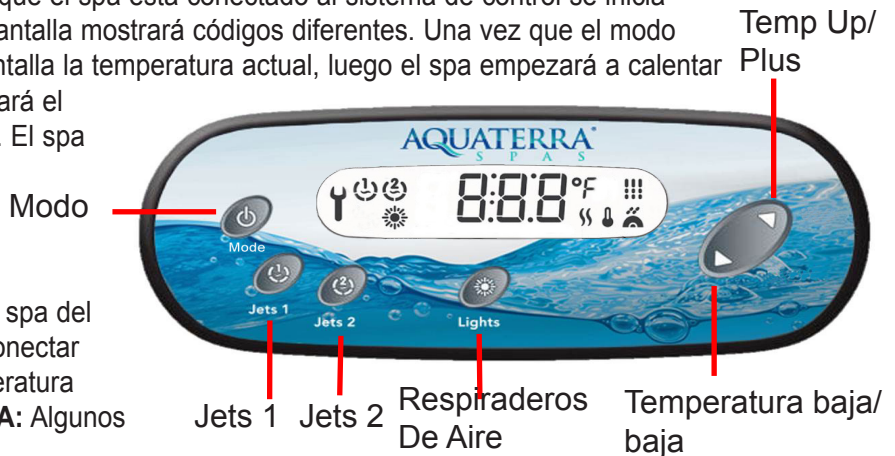 que el spa está conectado al sistema de control se inicia
antalla mostrará códigos diferentes. Una vez que el modo
ntalla la temperatura actual, luego el spa empezará a calentar
ará el
. El spa
Temp Up/
Plus
AQUATERRA
SPAS
8:8.8°F
Modo
Mode
Jets 1
Jets 2
Lights
spa del
onectar
eratura
A: Algunos
Jets 1
Jets 2
Respiraderos
De Aire
Temperatura baja/
baja